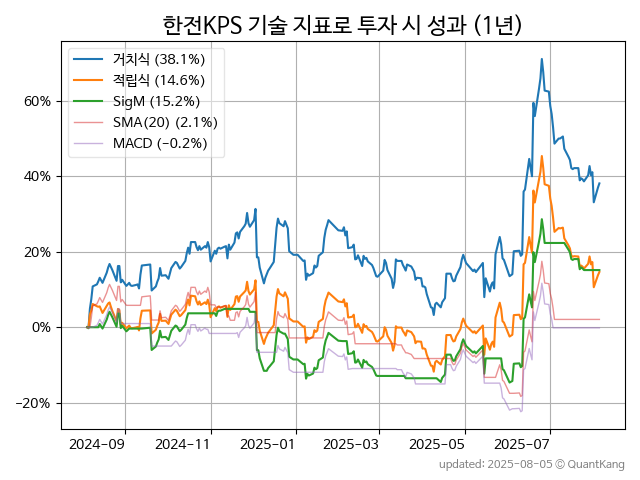 한전KPS 기술 지표로 투자 시 성과 (1년)
거치식 (38.1%)
적립식 (14.6%)
SigM (15.2%)
SMA(20) (2.1%)
MACD (−0.2%)
60%
40%
20%
0%
−20%
2024-09
2024-11
2025-01
2025-03
2025-05
2025-07
updated: 2025-08-05 © QuantKang